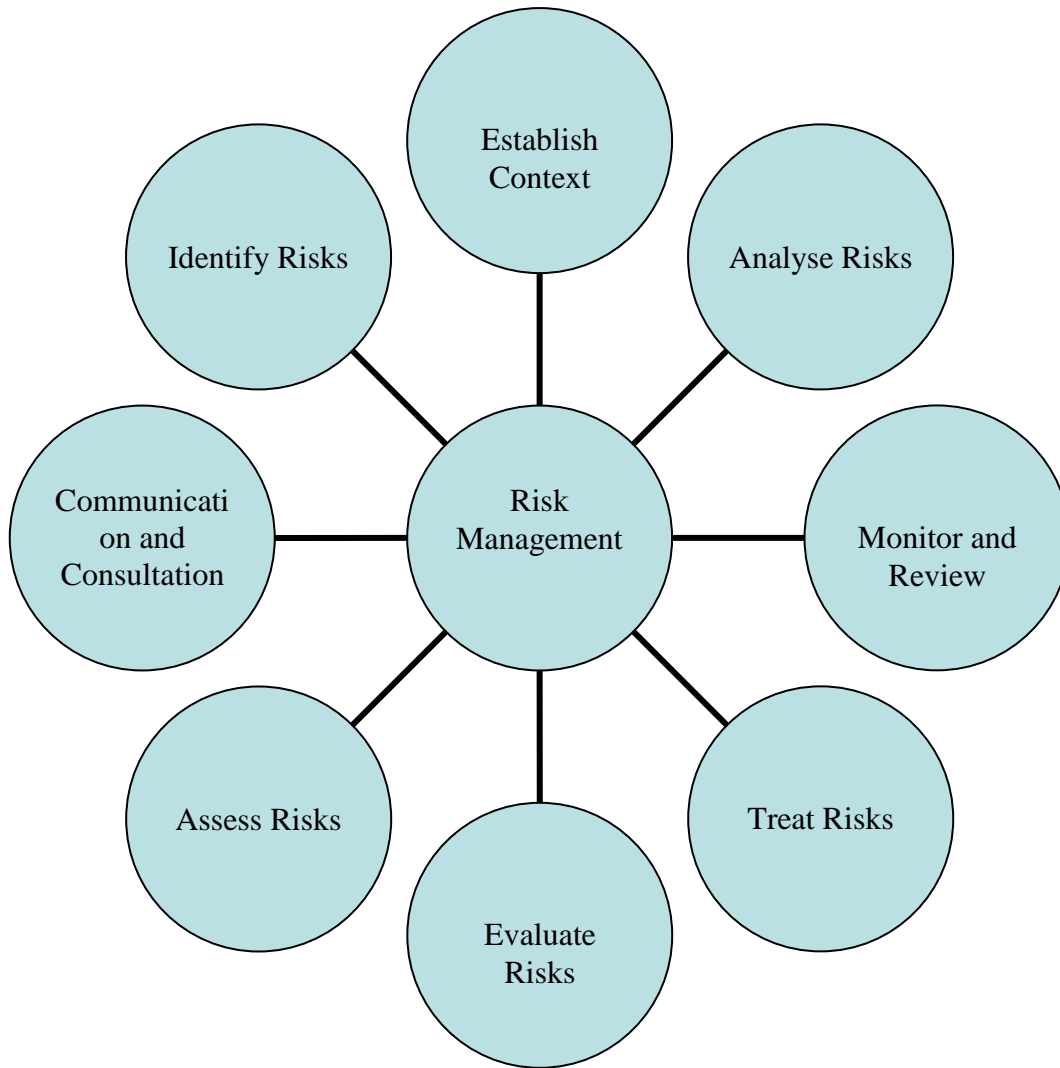 Establish
Context
Identify Risks
Analyse Risks
Communicati
on and
Consultation
Risk
Management
Monitor and
Review
Assess Risks
Treat Risks
Evaluate
Risks